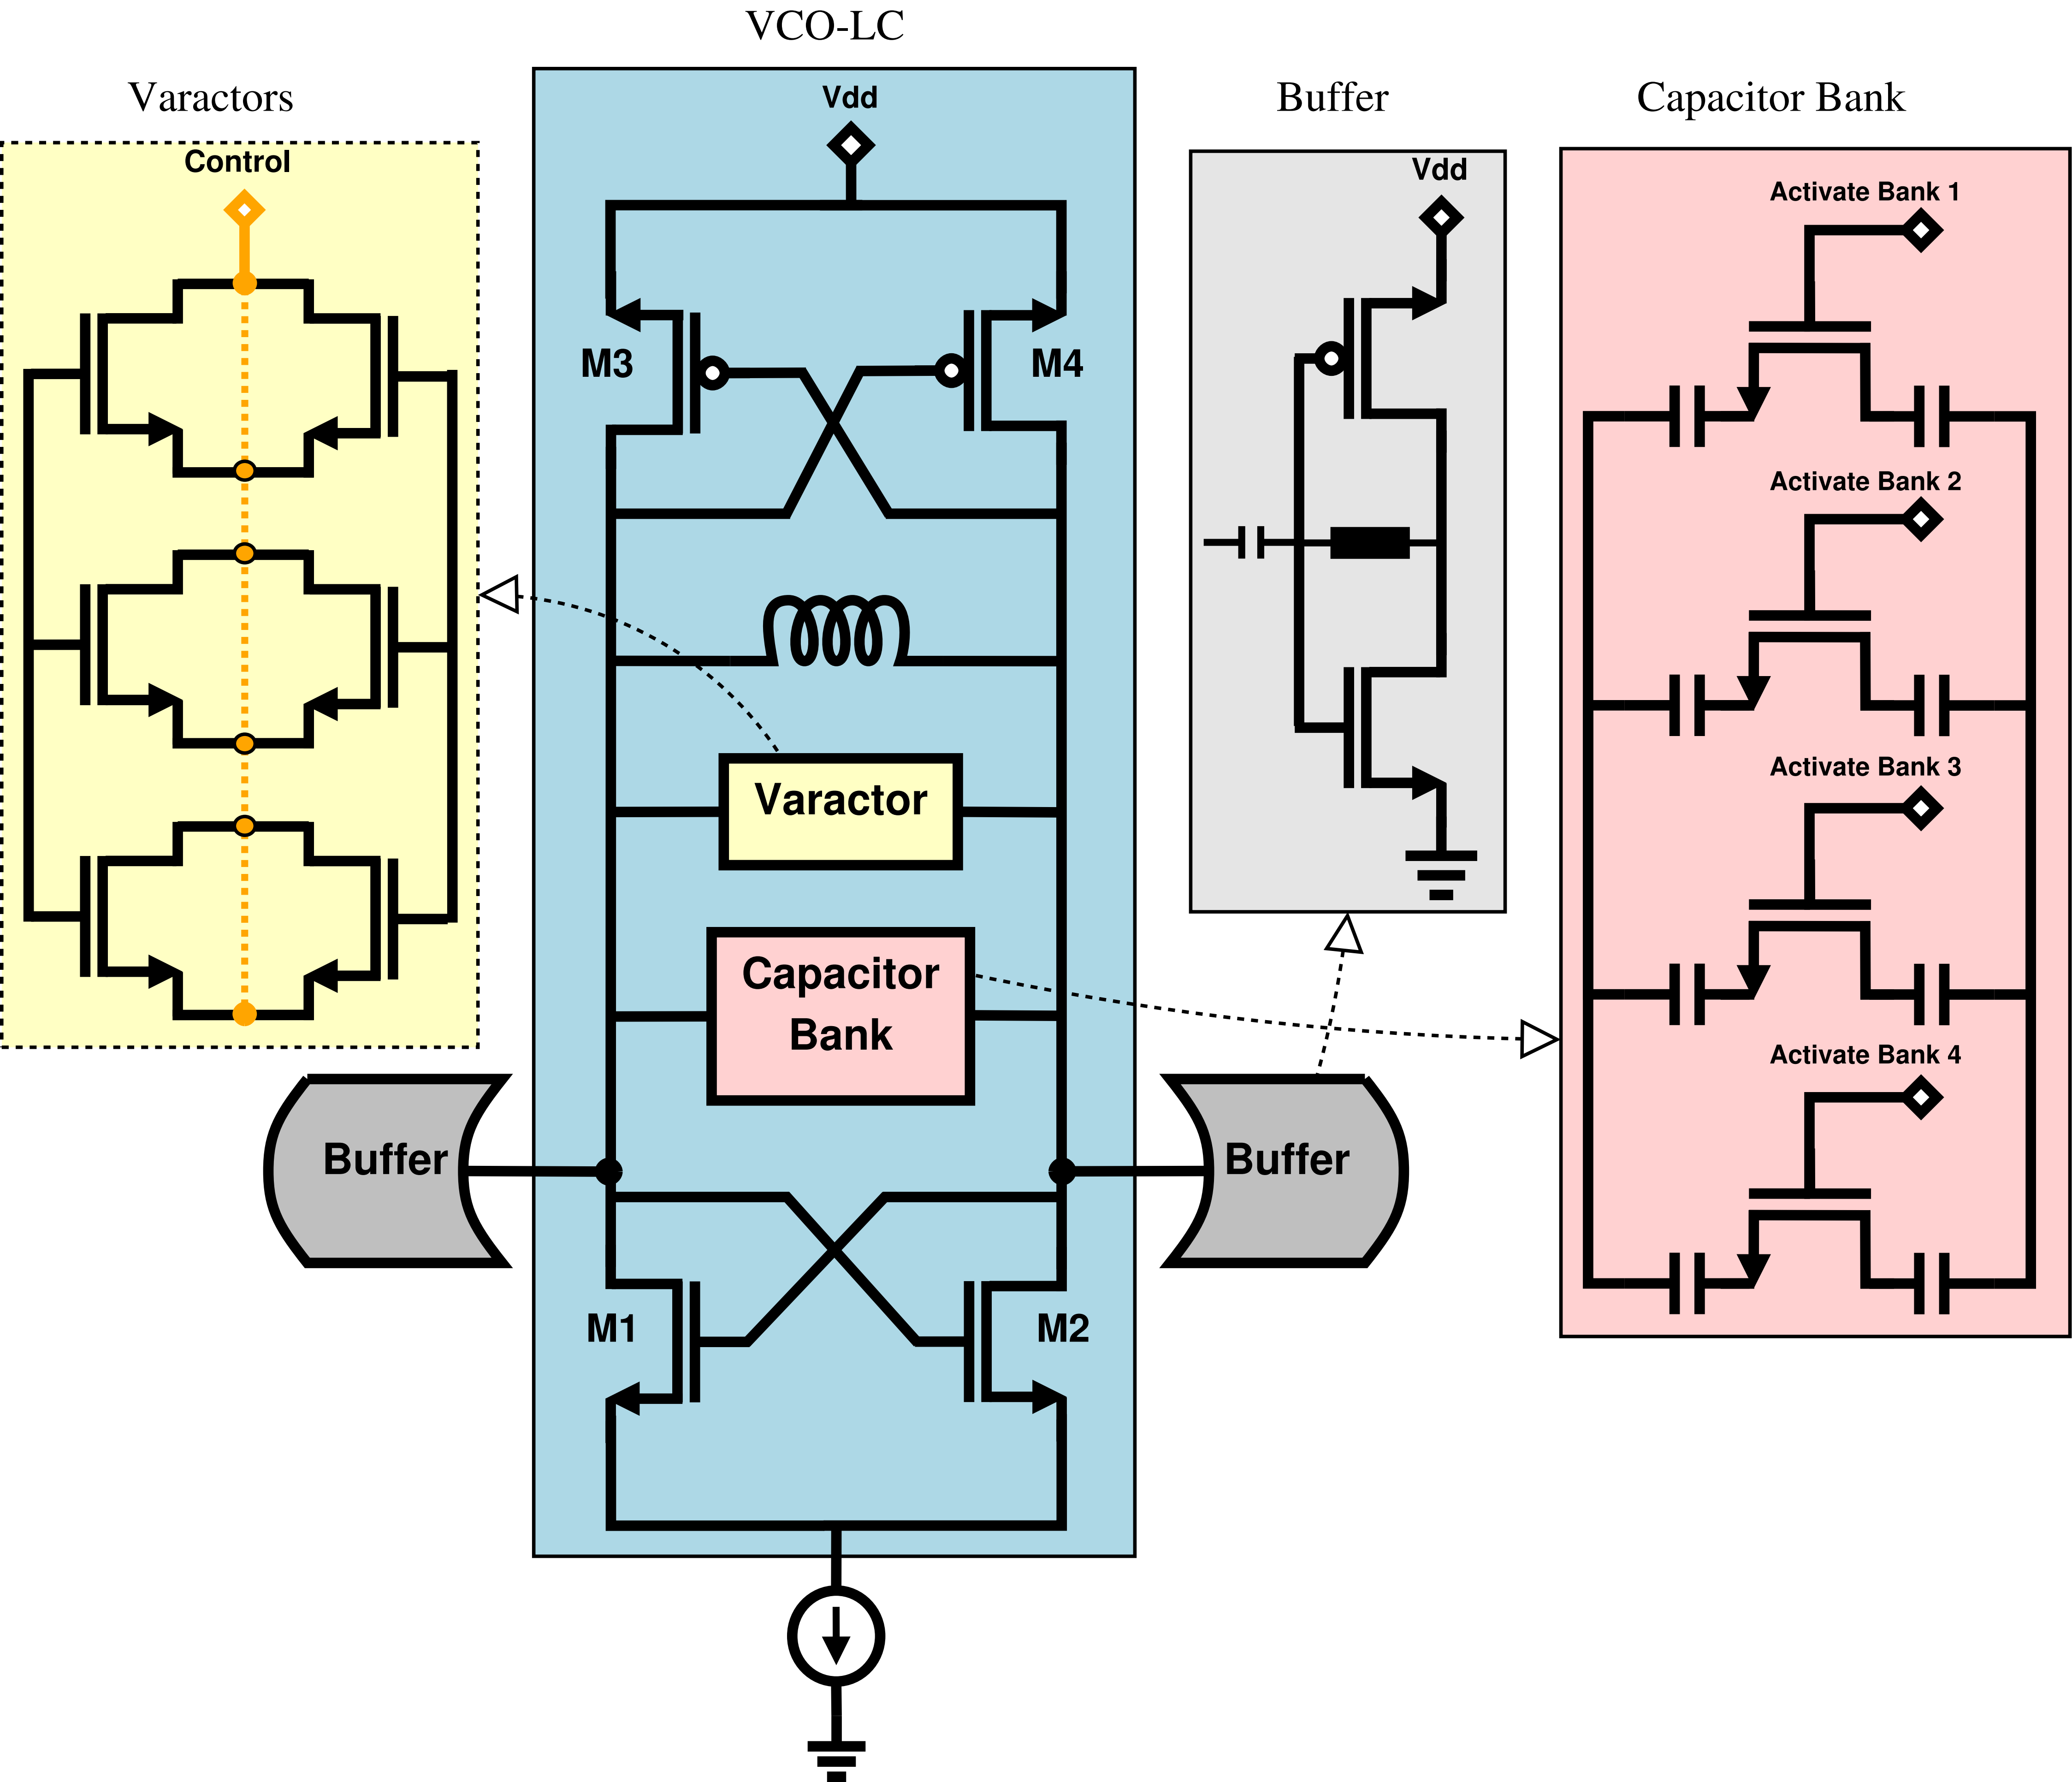 VCO-LC
Varactors
Buffer
Capacitor Bank
Vdd
Control
Vdd
Activate Bank 1
M3
M4
Activate Bank 2
Varactor
Activate Bank 3
Capacitor
Bank
Activate Bank 4
Buffer
Buffer
M1
M2